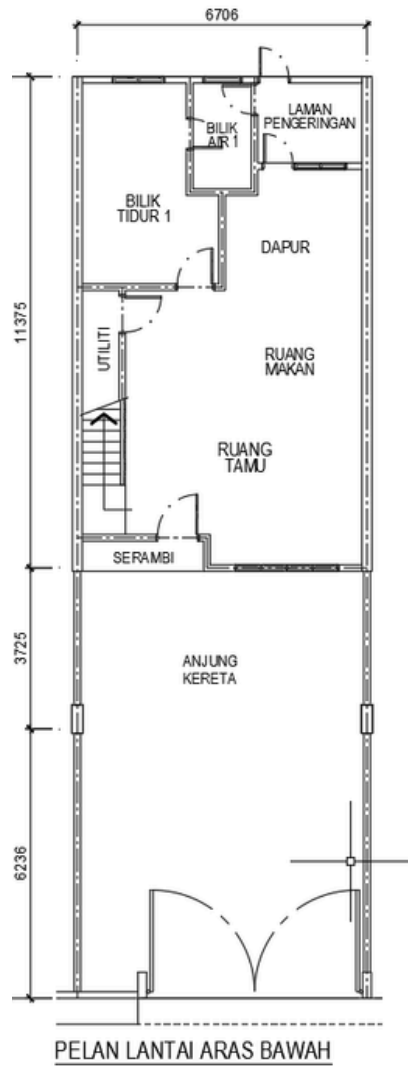 6706
LAMAN
PENGERINGAN
BILIK
AIR 1
BILIK
TIDUR 1
DAPUR
11375
UTILITI
RUANG
MAKAN
RUANG
TAMU
SERAMBI
3725
ANJUNG
KERETA
6236
PELAN LANTAI ARAS BAWAH